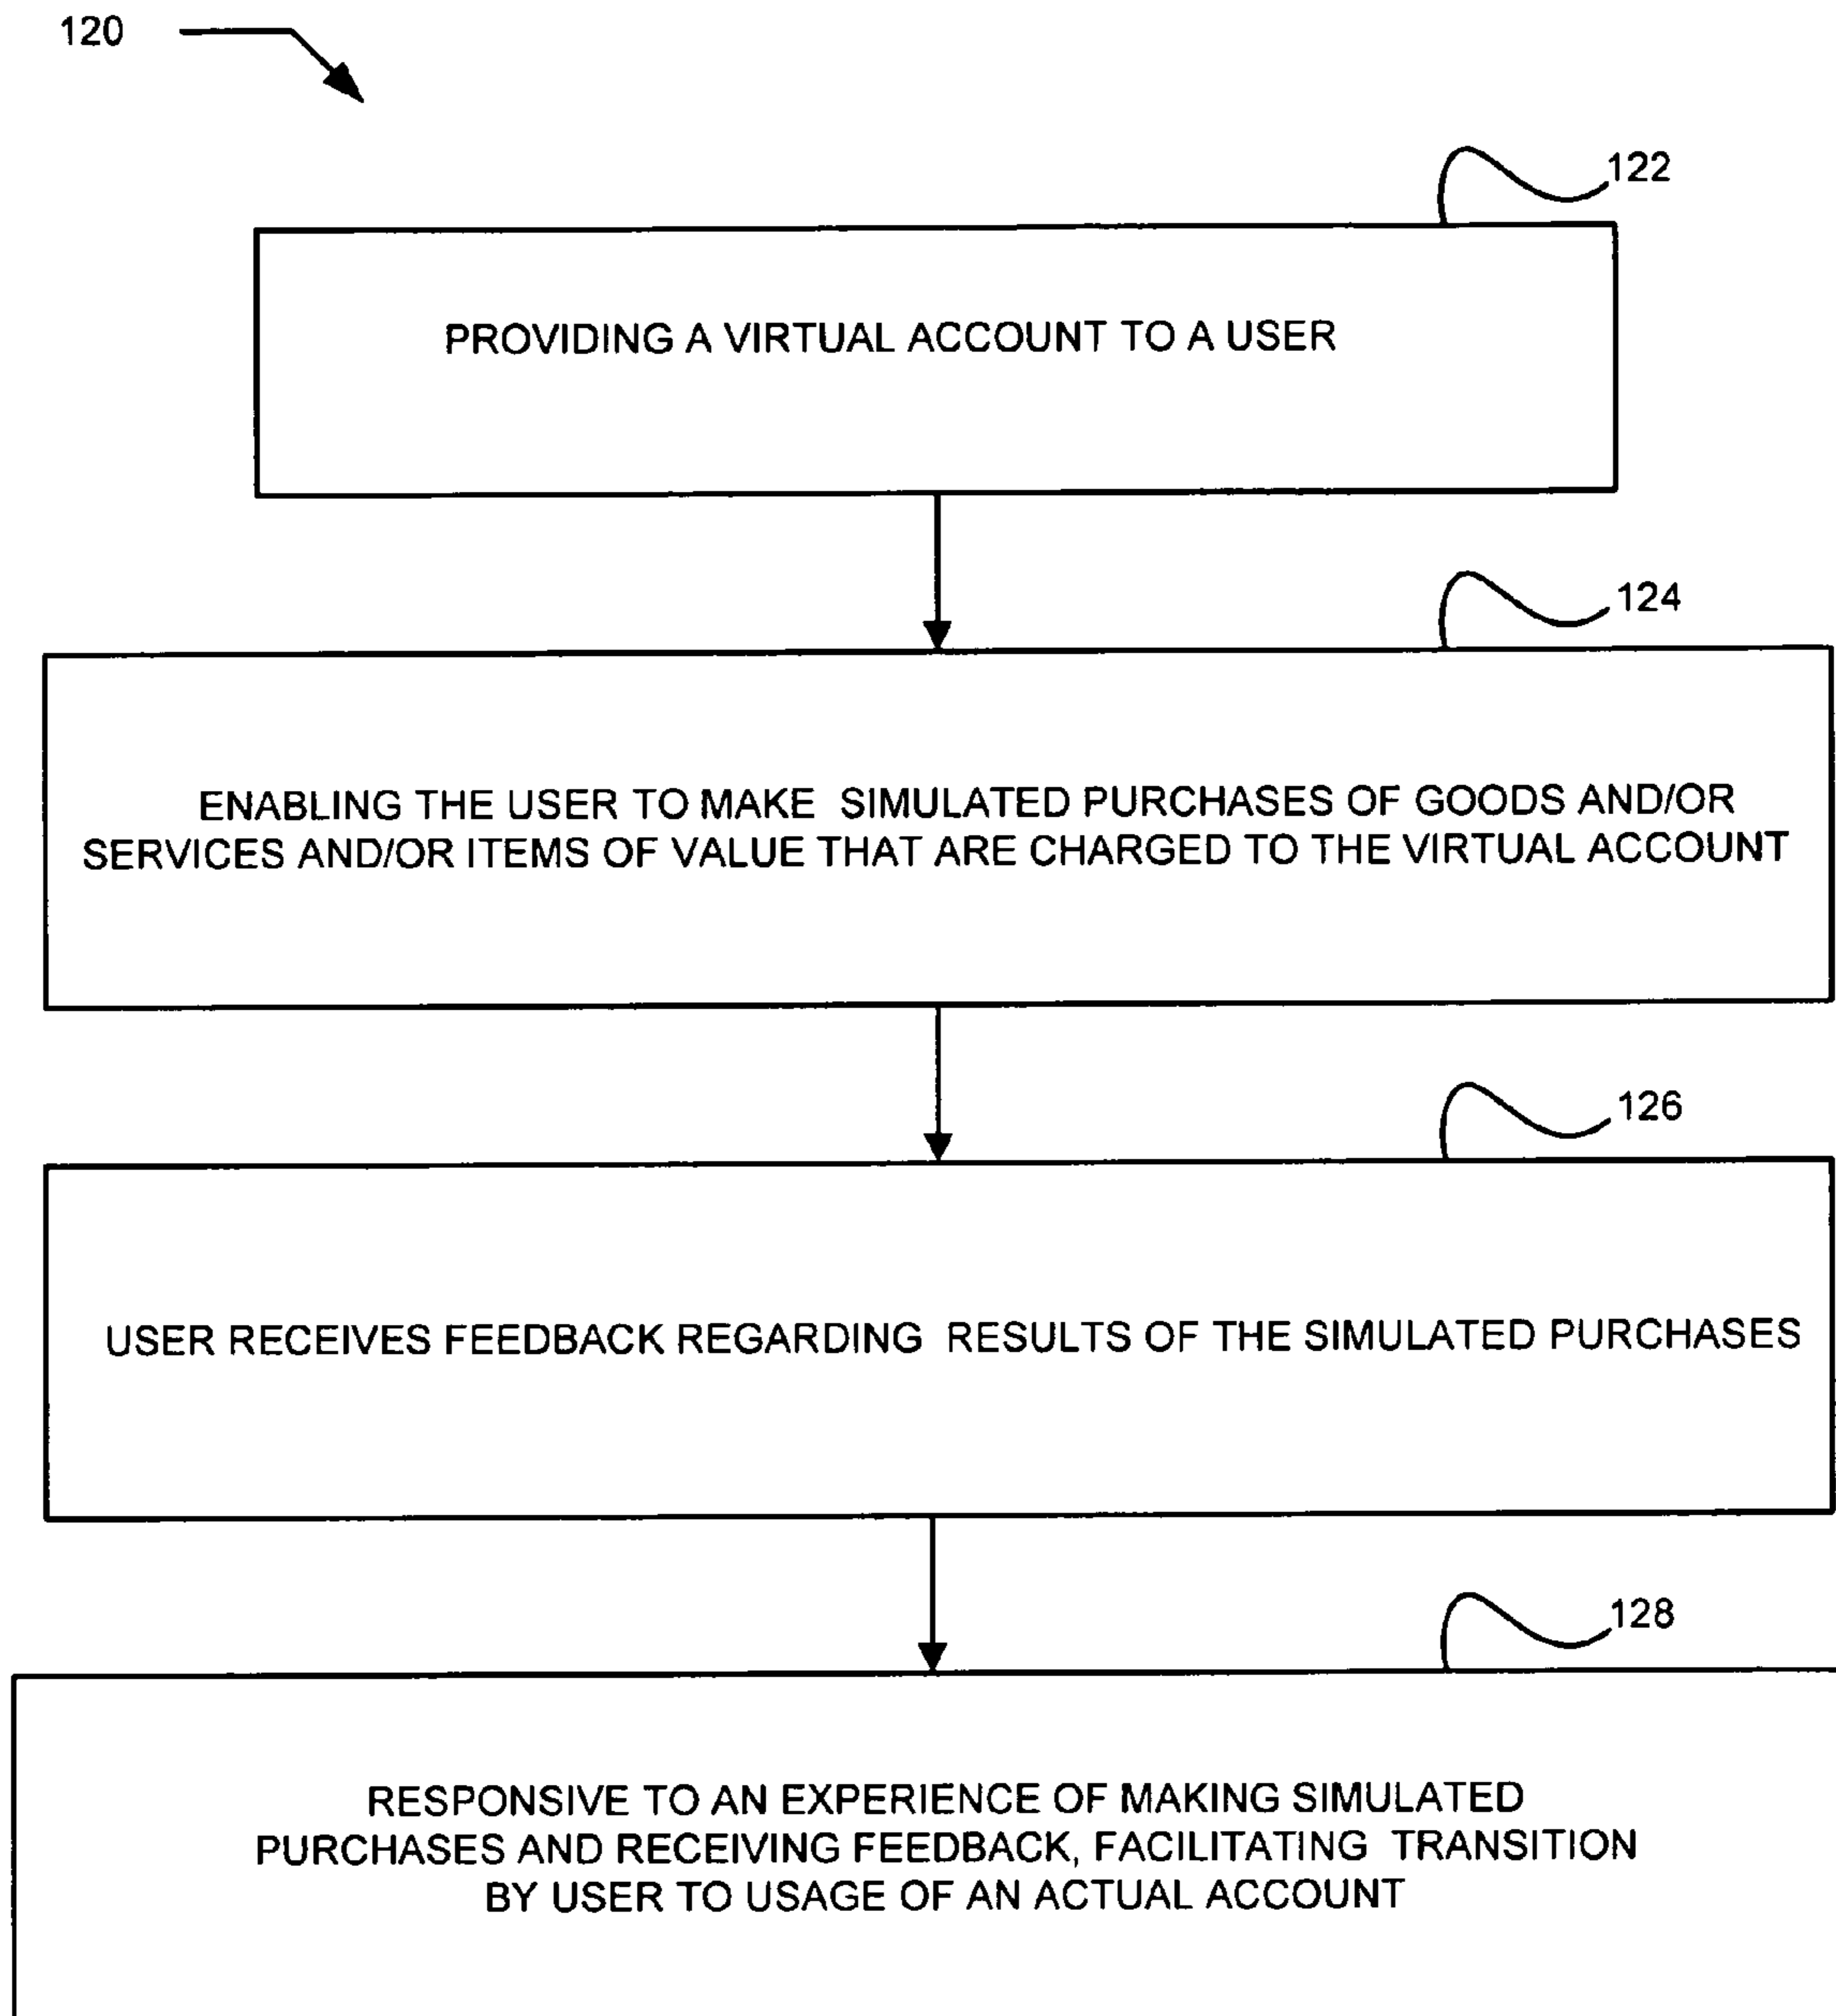 120
122
PROVIDING A VIRTUAL ACCOUNT TO A USER
124
ENABLING THE USER TO MAKE SIMULATED PURCHASES OF GOODS AND/OR
SERVICES AND/OR ITEMS OF VALUE THAT ARE CHARGED TO THE VIRTUAL ACCOUNT
126
USER RECEIVES FEEDBACK REGARDING RESULTS OF THE SIMULATED PURCHASES
128
RESPONSIVE TO AN EXPERIENCE OF MAKING SIMULATED
PURCHASES AND RECEIVING FEEDBACK, FACILITATING TRANSITION
BY USER TO USAGE OF AN ACTUAL ACCOUNT